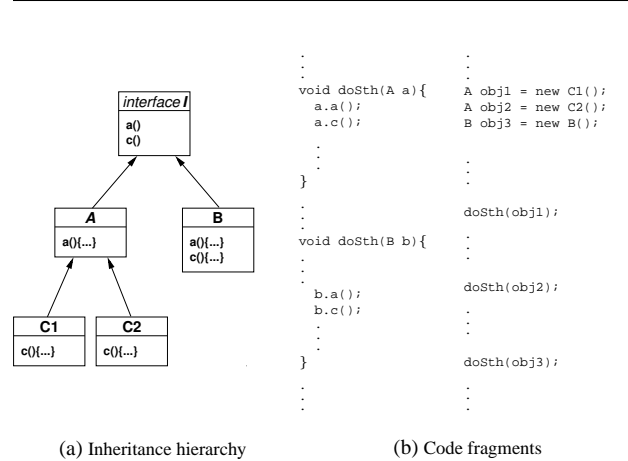 interface I
a()
c()
A
a(){...}
B
a(){...}
c(){...}
C1
c(){...}
C2
c(){...}
(a) Inheritance hierarchy
.
.
.
void doSth(A a){
a.a();
a.c();
.
.
.
}
.
.
.
void doSth(B b){
.
.
.
b.a();
b.c();
.
.
.
}
.
.
.
.
.
.
A obj1 = new C1();
A obj2 = new C2();
B obj3 = new B();
.
.
.
doSth(obj1);
.
.
.
doSth(obj2);
.
.
.
doSth(obj3);
.
.
.
(b) Code fragments